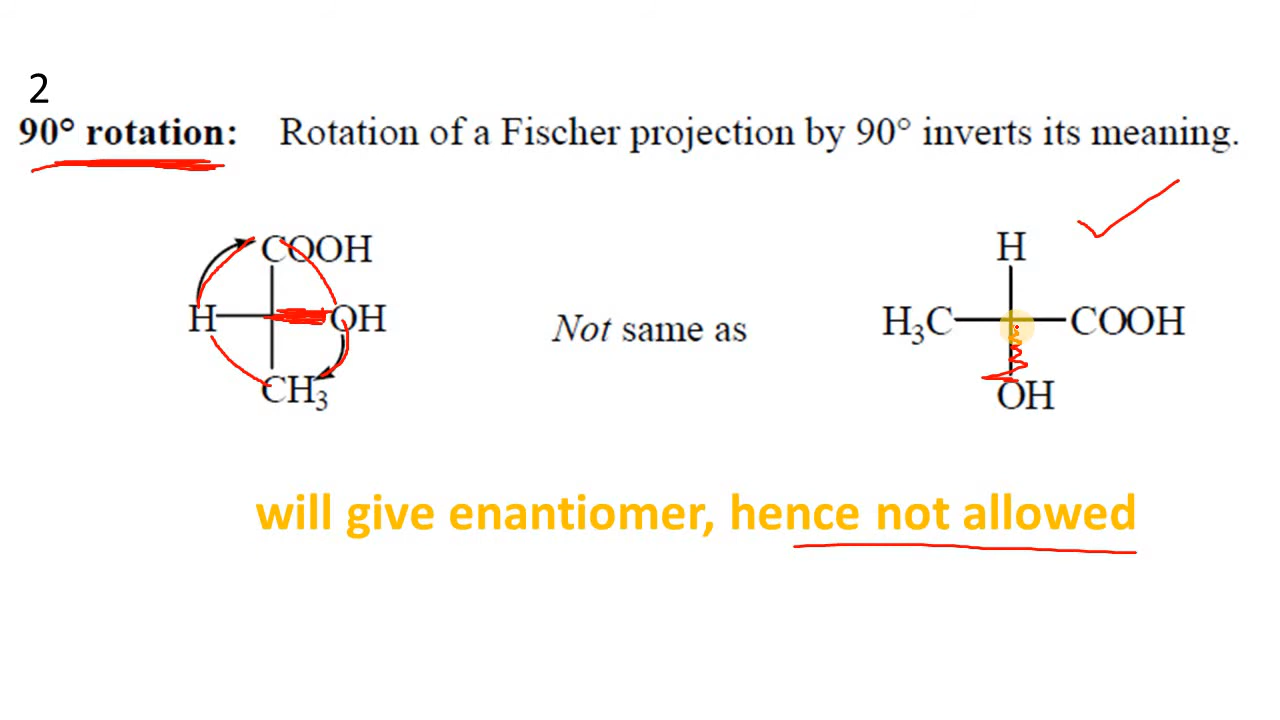 2
90° rotation: Rotation of a Fischer projection by 90° inverts its meaning.
COOH H
H OH Not same as H₃C COOH
CH₃ OH
will give enantiomer, hence not allowed